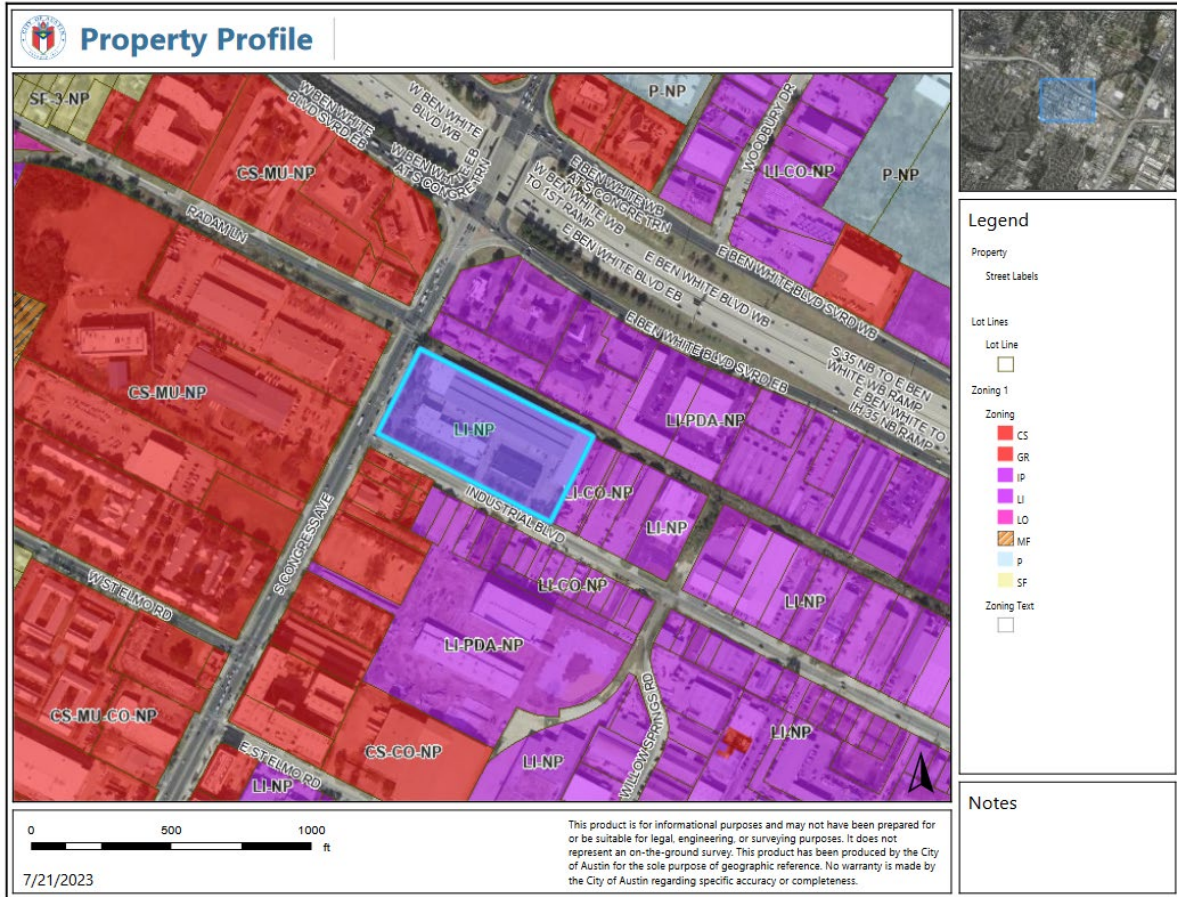 Property Profile
SF-3-NP
W BEN WHITE
BLVD SVRD EB
W BEN WHITE
BLVD WB
P-NP
WOODBURY DR
LI-CO-NP
P-NP
CS-MU-NP
RADAM LN
E BEN WHITE WB
AT S CONGRE TRN
W BEN WHITE WB
TO 1ST RAMP
E BEN WHITE BLVD WB
E BEN WHITE BLVD EB
E BEN WHITE BLVD SVRD WB
E BEN WHITE BLVD SVRD EB
S 35 NB TO E BEN
WHITE WB RAMP
E BEN WHITE TO
IH 35 NB RAMP
CS-MU-NP
LI-NP
LI-PDA-NP
LI-CO-NP
LI-NP
INDUSTRIAL BLVD
S CONGRESS AVE
LI-CO-NP
LI-NP
W ST ELMO RD
LI-PDA-NP
WILLOW SPRINGS RD
CS-MU-CO-NP
CS-CO-NP
LI-NP
LI-NP
E ST ELMO RD
LI-NP
Legend
Property
Street Labels
Lot Lines
Lot Line
Zoning 1
Zoning
CS
GR
IP
LI
LO
MF
P
SF
Zoning Text
Notes
0 500 1000
ft
7/21/2023
This product is for informational purposes and may not have been prepared for
or be suitable for legal, engineering, or surveying purposes. It does not
represent an on-the-ground survey. This product has been produced by the City
of Austin for the sole purpose of geographic reference. No warranty is made by
the City of Austin regarding specific accuracy or completeness.